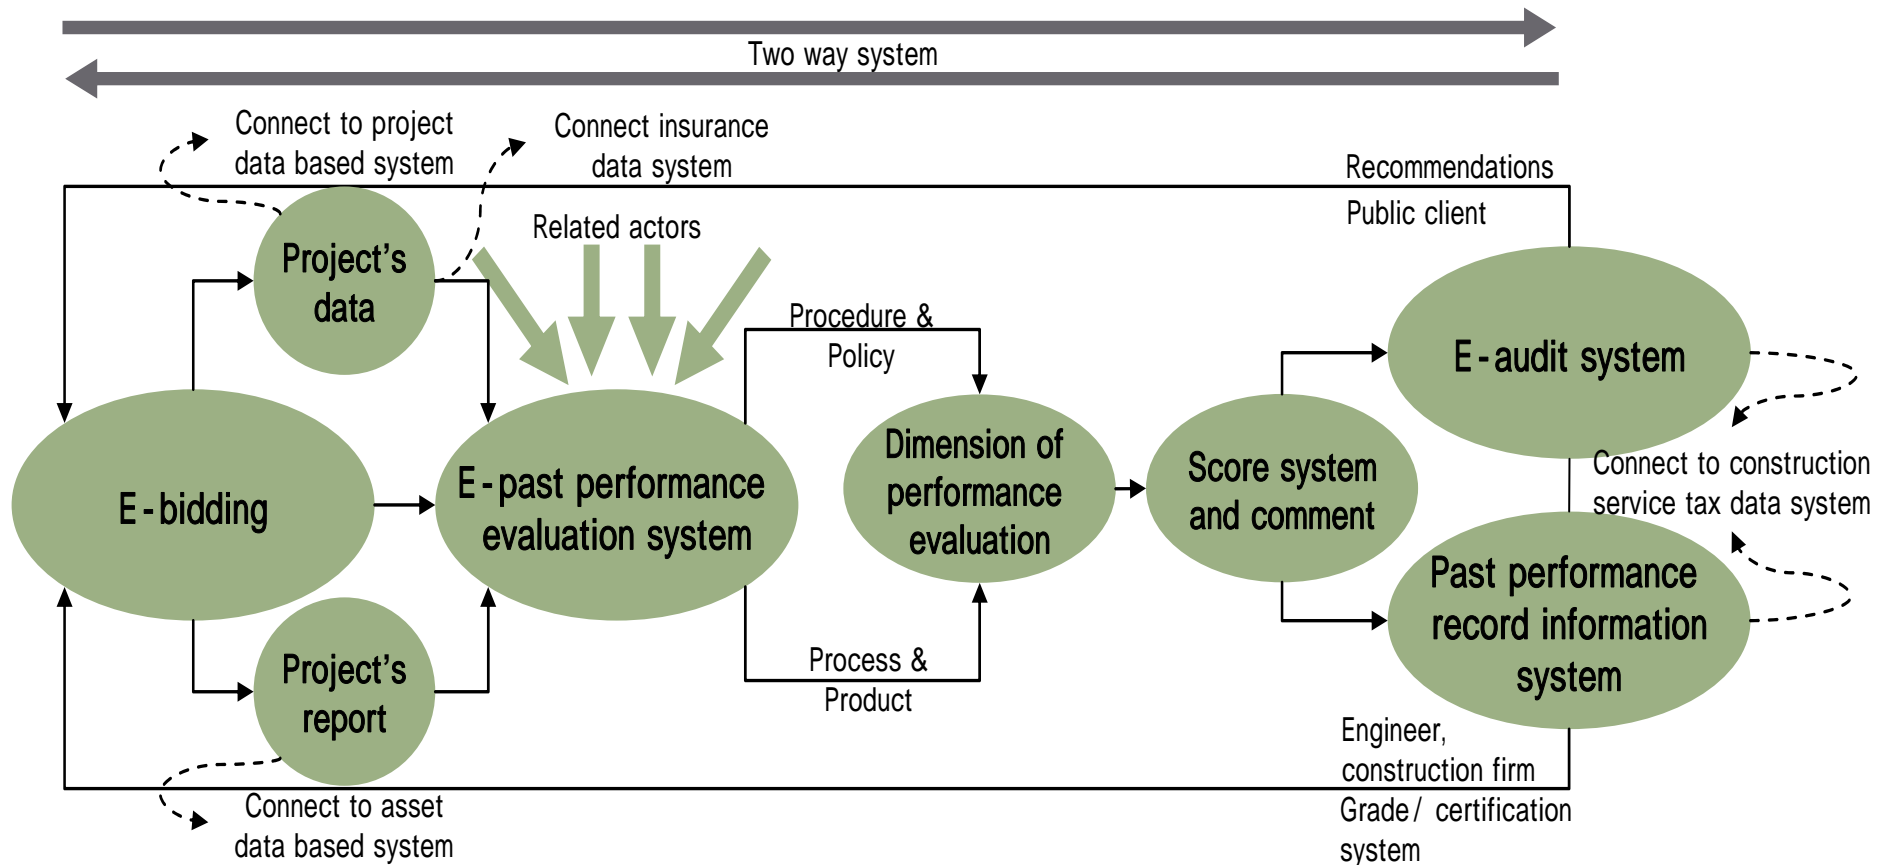 Two way system
Connect to project
data based system
Connect insurance
data system
Recommendations
Public client
Related actors
Project's
data
Procedure &
Policy
E-audit system
E-bidding
E-past performance
evaluation system
Dimension of
performance
evaluation
Score system
and comment
Connect to construction
service tax data system
Past performance
record information
system
Project's
report
Process &
Product
Engineer,
construction firm
Grade/ certification
system
Connect to asset
data based system